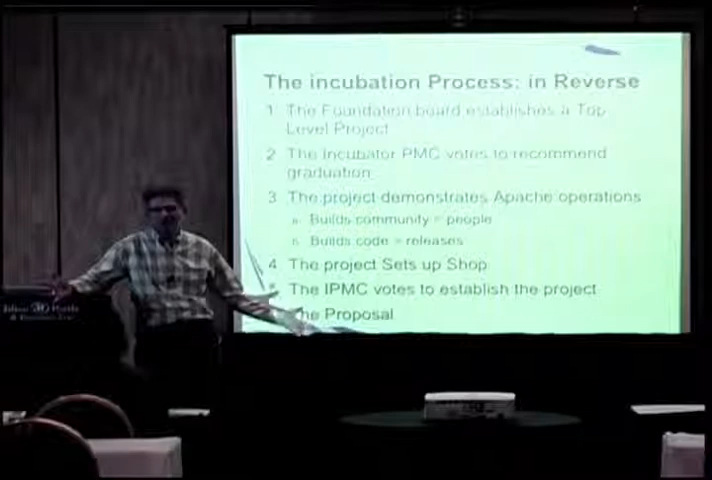 The incubation Process: in Reverse
1 The Foundation board establishes a Top
Level Project
2 The Incubator PMC votes to recommend
graduation
3 The project demonstrates Apache operations
Builds community = people
Builds code = releases
4 The project Sets up Shop
The IPMC votes to establish the project
he Proposal
Hilton